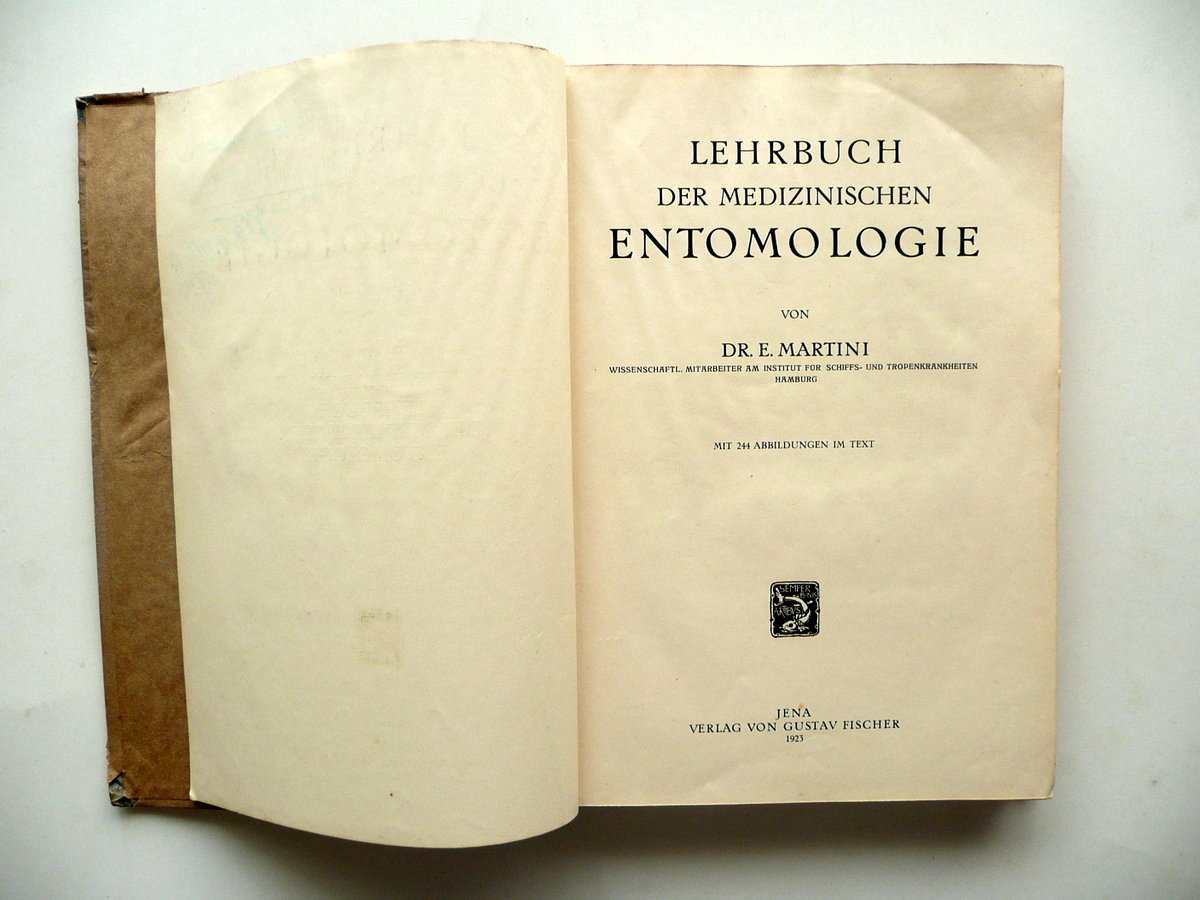 LEHRBUCH
DER MEDIZINISCHEN
ENTOMOLOGIE
VON
DR. E. MARTINI
WISSENSCHAFTL. MITARBEITER AM INSTITUT FÜR SCHIFFS- UND TROPENKRANKHEITEN
HAMBURG
MIT 244 ABBILDUNGEN IM TEXT
SEMPER
JENA
VERLAG VON GUSTAV FISCHER
1923